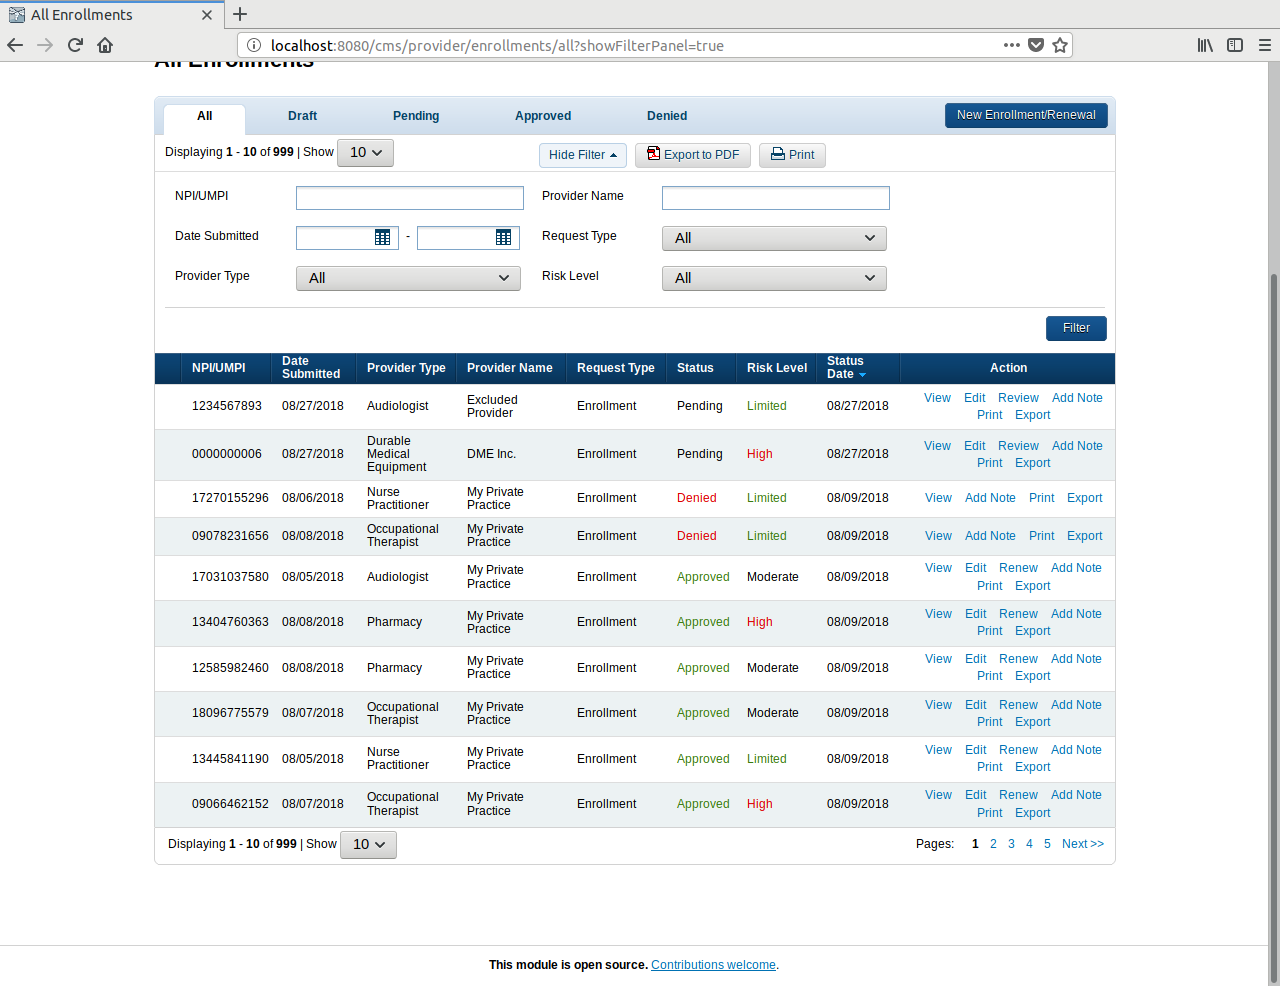 All Enrollments
localhost:8080/cms/provider/enrollments/all?showFilterPanel=true
All Enrollments
All Draft Pending Approved Denied New Enrollment/Renewal
Displaying 1 - 10 of 999 | Show 10 Hide Filter Export to PDF Print
NPI/UMPI Provider Name
Date Submitted - Request Type All
Provider Type All Risk Level All
Filter
NPI/UMPI Date Submitted Provider Type Provider Name Request Type Status Risk Level Status Date Action
1234567893 08/27/2018 Audiologist Excluded Provider Enrollment Pending Limited 08/27/2018 View Edit Review Add Note Print Export
0000000006 08/27/2018 Durable Medical Equipment DME Inc. Enrollment Pending High 08/27/2018 View Edit Review Add Note Print Export
17270155296 08/06/2018 Nurse Practitioner My Private Practice Enrollment Denied Limited 08/09/2018 View Add Note Print Export
09078231656 08/08/2018 Occupational Therapist My Private Practice Enrollment Denied Limited 08/09/2018 View Add Note Print Export
17031037580 08/05/2018 Audiologist My Private Practice Enrollment Approved Moderate 08/09/2018 View Edit Renew Add Note Print Export
13404760363 08/08/2018 Pharmacy My Private Practice Enrollment Approved High 08/09/2018 View Edit Renew Add Note Print Export
12585982460 08/08/2018 Pharmacy My Private Practice Enrollment Approved Moderate 08/09/2018 View Edit Renew Add Note Print Export
18096775579 08/07/2018 Occupational Therapist My Private Practice Enrollment Approved Moderate 08/09/2018 View Edit Renew Add Note Print Export
13445841190 08/05/2018 Nurse Practitioner My Private Practice Enrollment Approved Limited 08/09/2018 View Edit Renew Add Note Print Export
09066462152 08/07/2018 Occupational Therapist My Private Practice Enrollment Approved High 08/09/2018 View Edit Renew Add Note Print Export
Displaying 1 - 10 of 999 | Show 10 Pages: 1 2 3 4 5 Next >>
This module is open source. Contributions welcome.